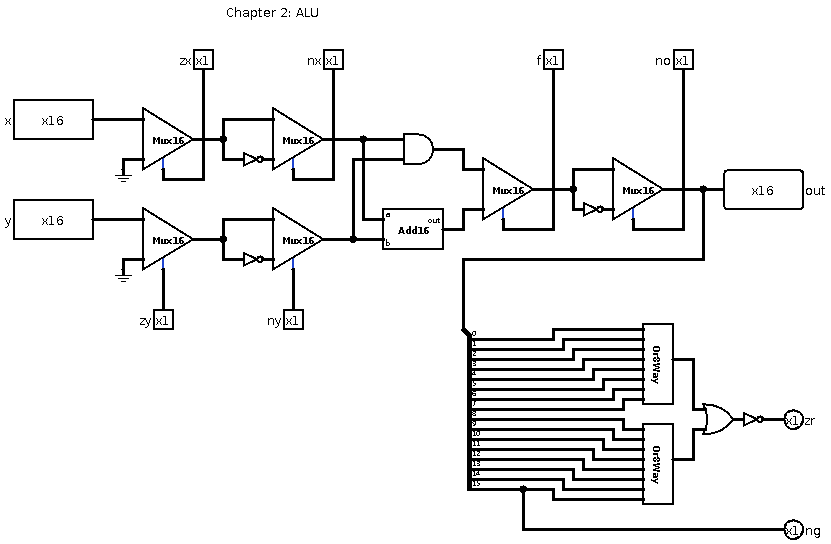 Chapter 2: ALU
zx x1
nx x1
f x1
no x1
x x16
Mux16
Mux16
Mux16
Mux16
x16 out
y x16
Mux16
Mux16
a
b
out
Add16
zy x1
ny x1
0
1
2
3
4
5
6
7
8
9
10
11
12
13
14
15
Or8Way
Or8Way
x1 zr
x1 ng